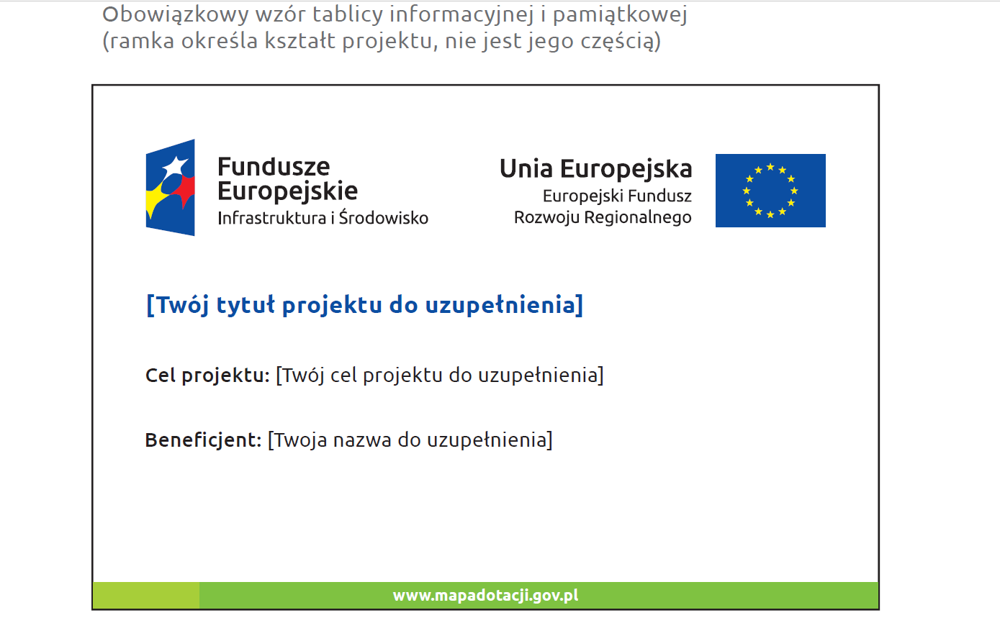 Obowiązkowy wzór tablicy informacyjnej i pamiątkowej
(ramka określa kształt projektu, nie jest jego częścią)
Fundusze
Europejskie
Infrastruktura i Środowisko
Unia Europejska
Europejski Fundusz
Rozwoju Regionalnego
[Twój tytuł projektu do uzupełnienia]
Cel projektu: [Twój cel projektu do uzupełnienia]
Beneficjent: [Twoja nazwa do uzupełnienia]
www.mapadotacji.gov.pl